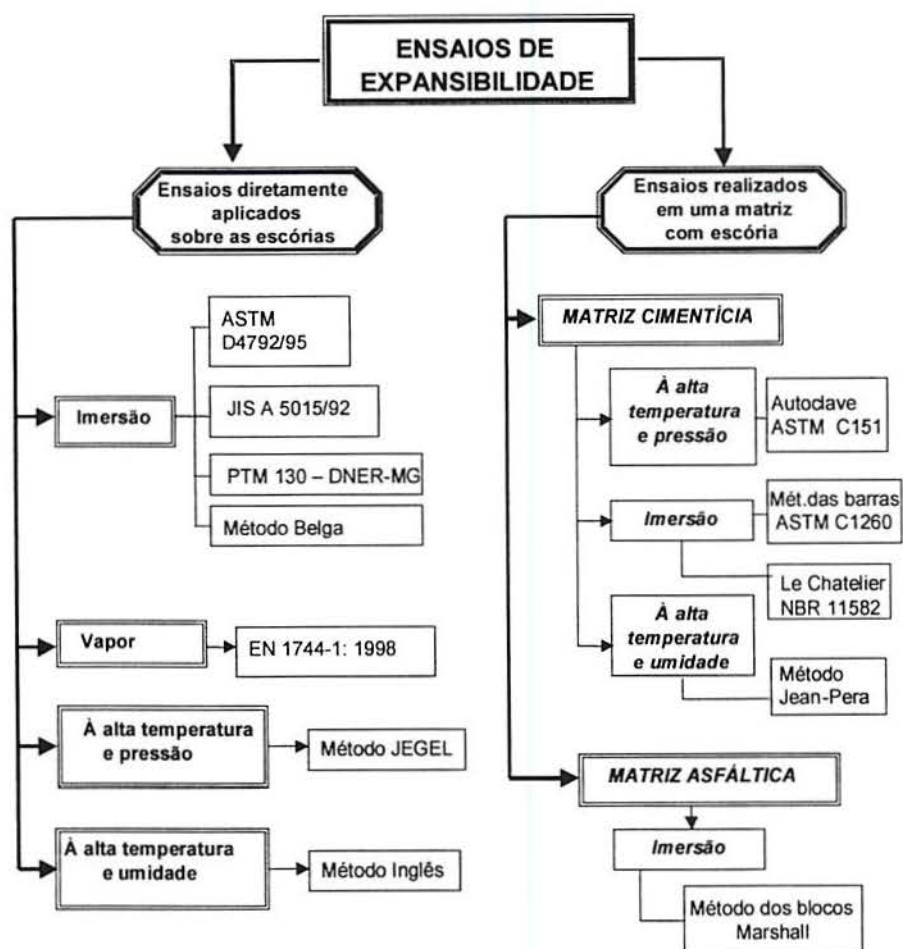 ENSAIOS DE
EXPANSIBILIDADE
Ensaios diretamente
aplicados
sobre as escórias
Imersão
ASTM
D4792/95
JIS A 5015/92
PTM 130 – DNER-MG
Método Belga
Vapor
EN 1744-1: 1998
À alta temperatura
e pressão
Método JEGEL
À alta temperatura
e umidade
Método Inglês
Ensaios realizados
em uma matriz
com escória
MATRIZ CIMENTÍCIA
À alta
temperatura
e pressão
Autoclave
ASTM C151
Imersão
Mét.das barras
ASTM C1260
Le Chatelier
NBR 11582
À alta
temperatura
e umidade
Método
Jean-Pera
MATRIZ ASFÁLTICA
Imersão
Método dos blocos
Marshall